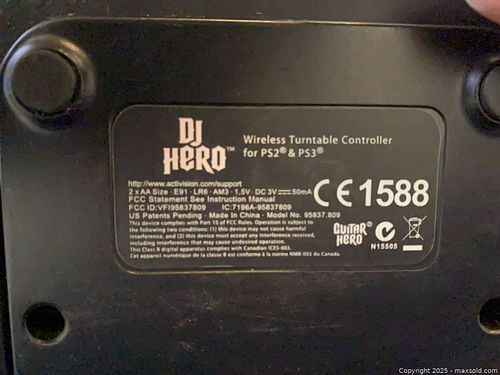 DJ HERO™
Wireless Turntable Controller
for PS2® & PS3®
http://www.activision.com/support
2 x AA Size · E91 · LR6 · AM3 · 1,5V · DC 3V 50mA
FCC Statement See Instruction Manual
FCC ID:VFI95837809 IC:7196A-95837809
US Patents Pending · Made In China · Model No. 95837.809
This device complies with Part 15 of FCC Rules. Operation is subject to
the following two conditions: (1) this device may not cause harmful
interference, and (2) this device must accept any interference received,
including interference that may cause undesired operation.
This Class B digital apparatus complies with Canadian ICES-003.
Cet appareil numérique de la classe B est conforme à la norme NMB-003 du Canada.
CE 1588
GUITAR HERO®
N15505
Copyright 2025 - maxsold.com